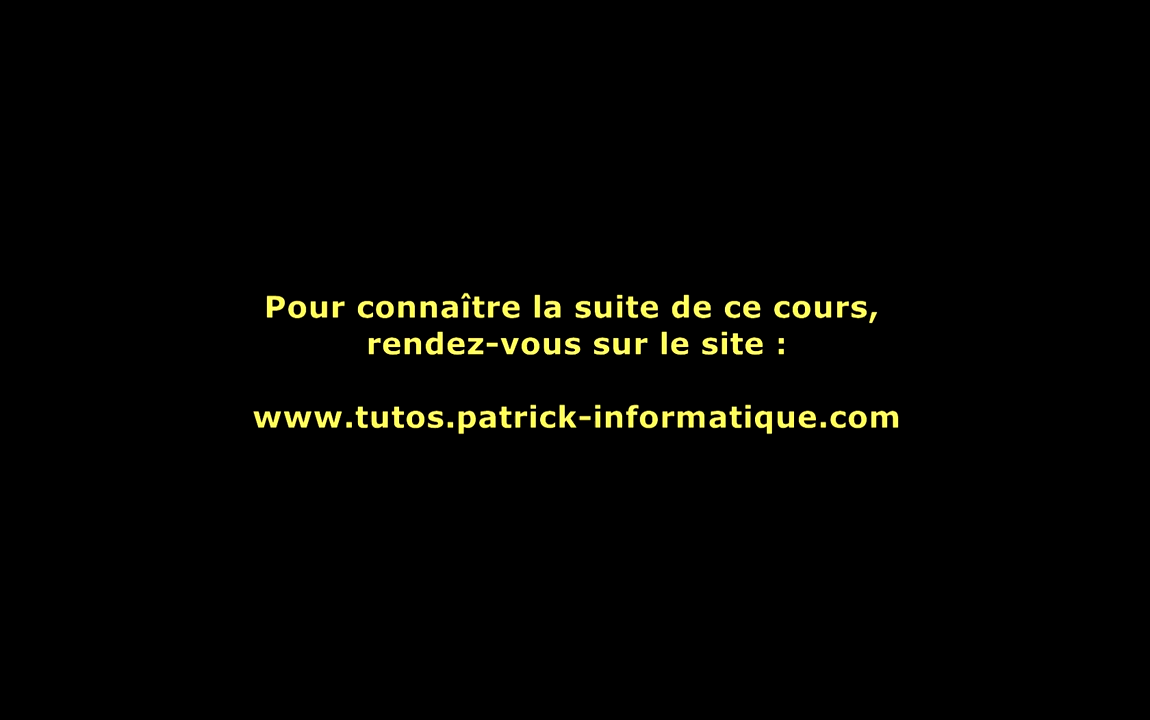 Pour connaître la suite de ce cours,
rendez-vous sur le site :
www.tutos.patrick-informatique.com